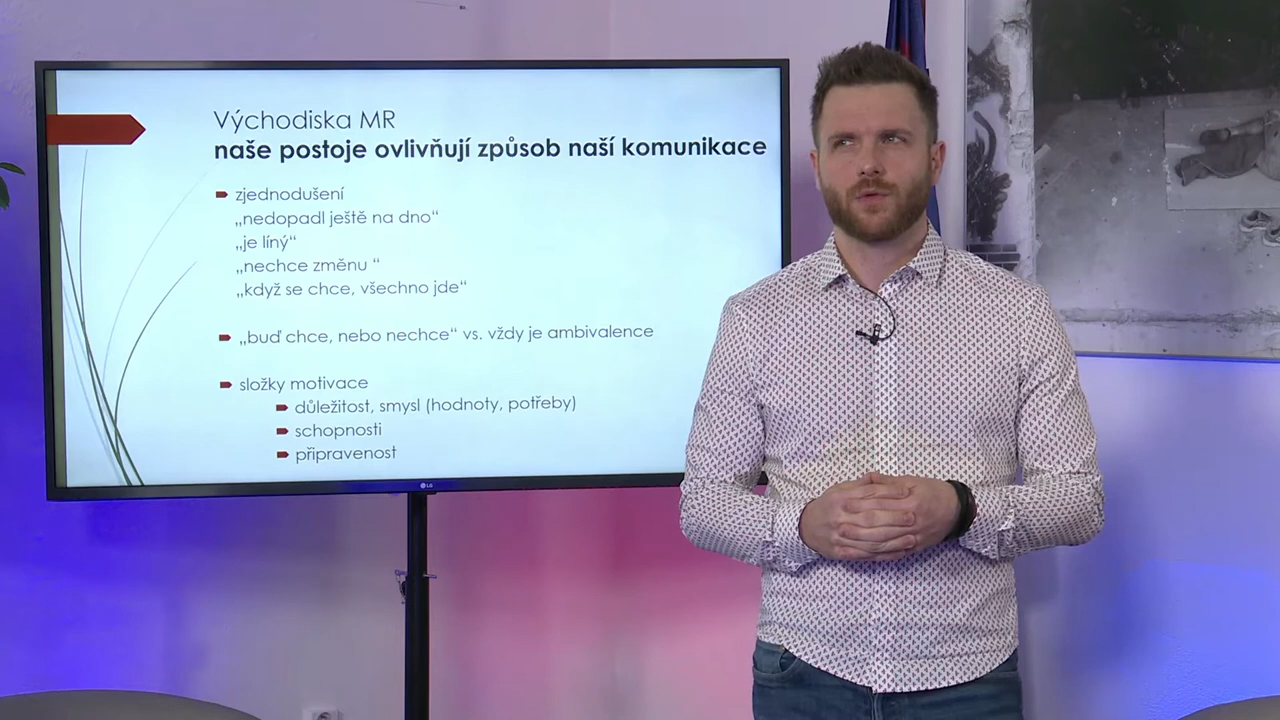 Východiska MR
naše postoje ovlivňují způsob naší komunikace
zjednodušení
„nedopadl ještě na dno“
„je líný“
„nechce změnu “
„když se chce, všechno jde“
„buď chce, nebo nechce“ vs. vždy je ambivalence
složky motivace
důležitost, smysl (hodnoty, potřeby)
schopnosti
připravenost
LG